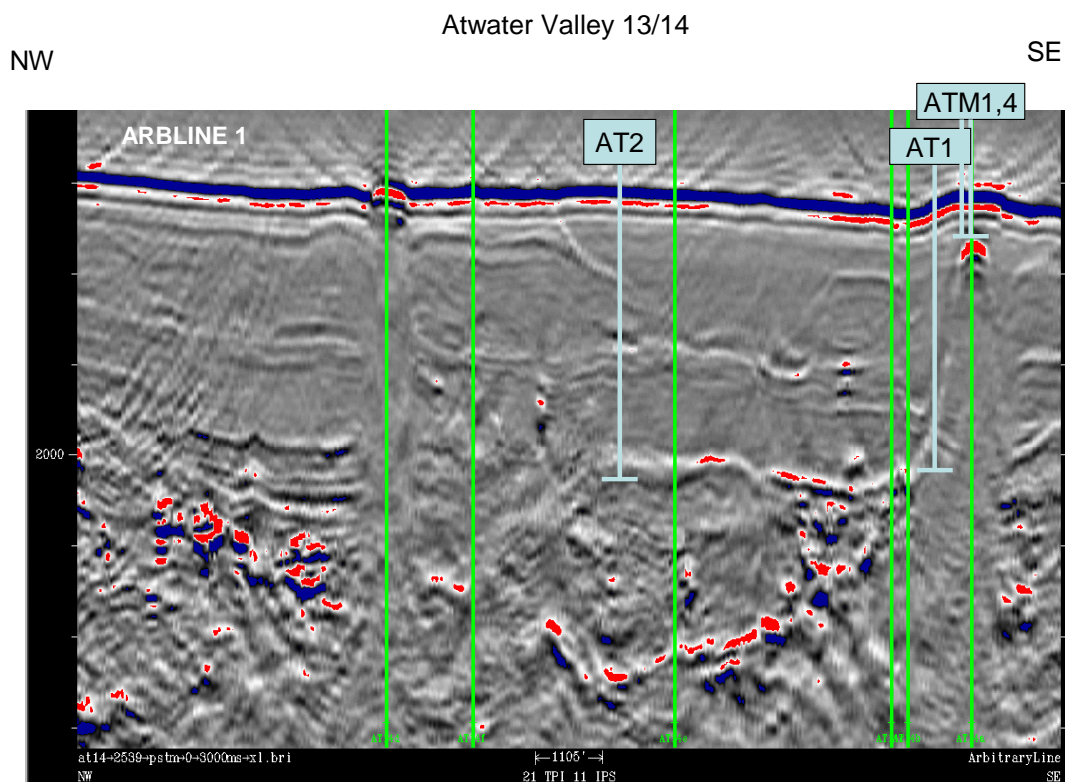 Atwater Valley 13/14
NW
SE
ATM1,4
ARBLINE 1
AT2
AT1
2000
at14→2539→pstm→0→3000ms→x1.bri
←1105'→
ArbitraryLine
NW
21 TPI 11 IPS
SE